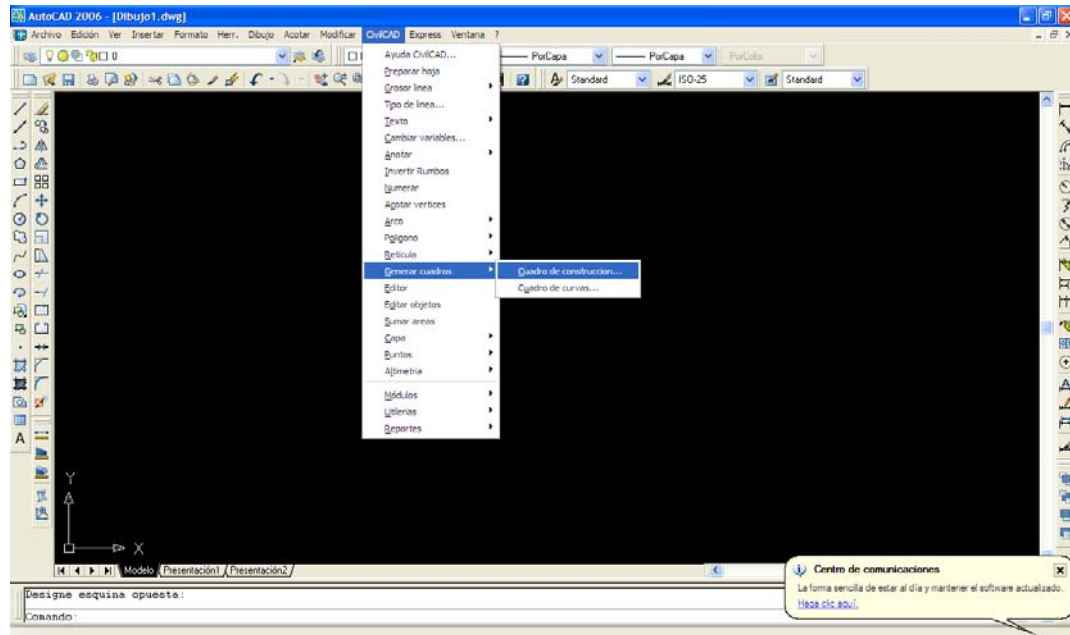 AutoCAD 2006 - [Dibujo1.dwg]
Archivo Edición Ver Insertar Formato Herr. Dibujo Acotar Modificar CivilCAD Express Ventana ?
0 PorCapa PorCapa PorColor
Standard ISO-25 Standard
Ayuda CivilCAD...
Preparar hoja
Grosor linea
Tipo de linea...
Texto
Cambiar variables...
Anotar
Invertir Rumbos
Numerar
Acotar vertices
Arco
Poligono
Reticula
Generar cuadros
Cuadro de construccion...
Editor
Cuadro de curvas...
Editar objetos
Sumar areas
Capa
Puntos
Altimetria
Módulos
Utilerias
Reportes
A
Y
X
Modelo Presentación1 Presentación2
Centro de comunicaciones
La forma sencilla de estar al día y mantener el software actualizado.
Haga clic aquí.
Designe esquina opuesta:
Comando: